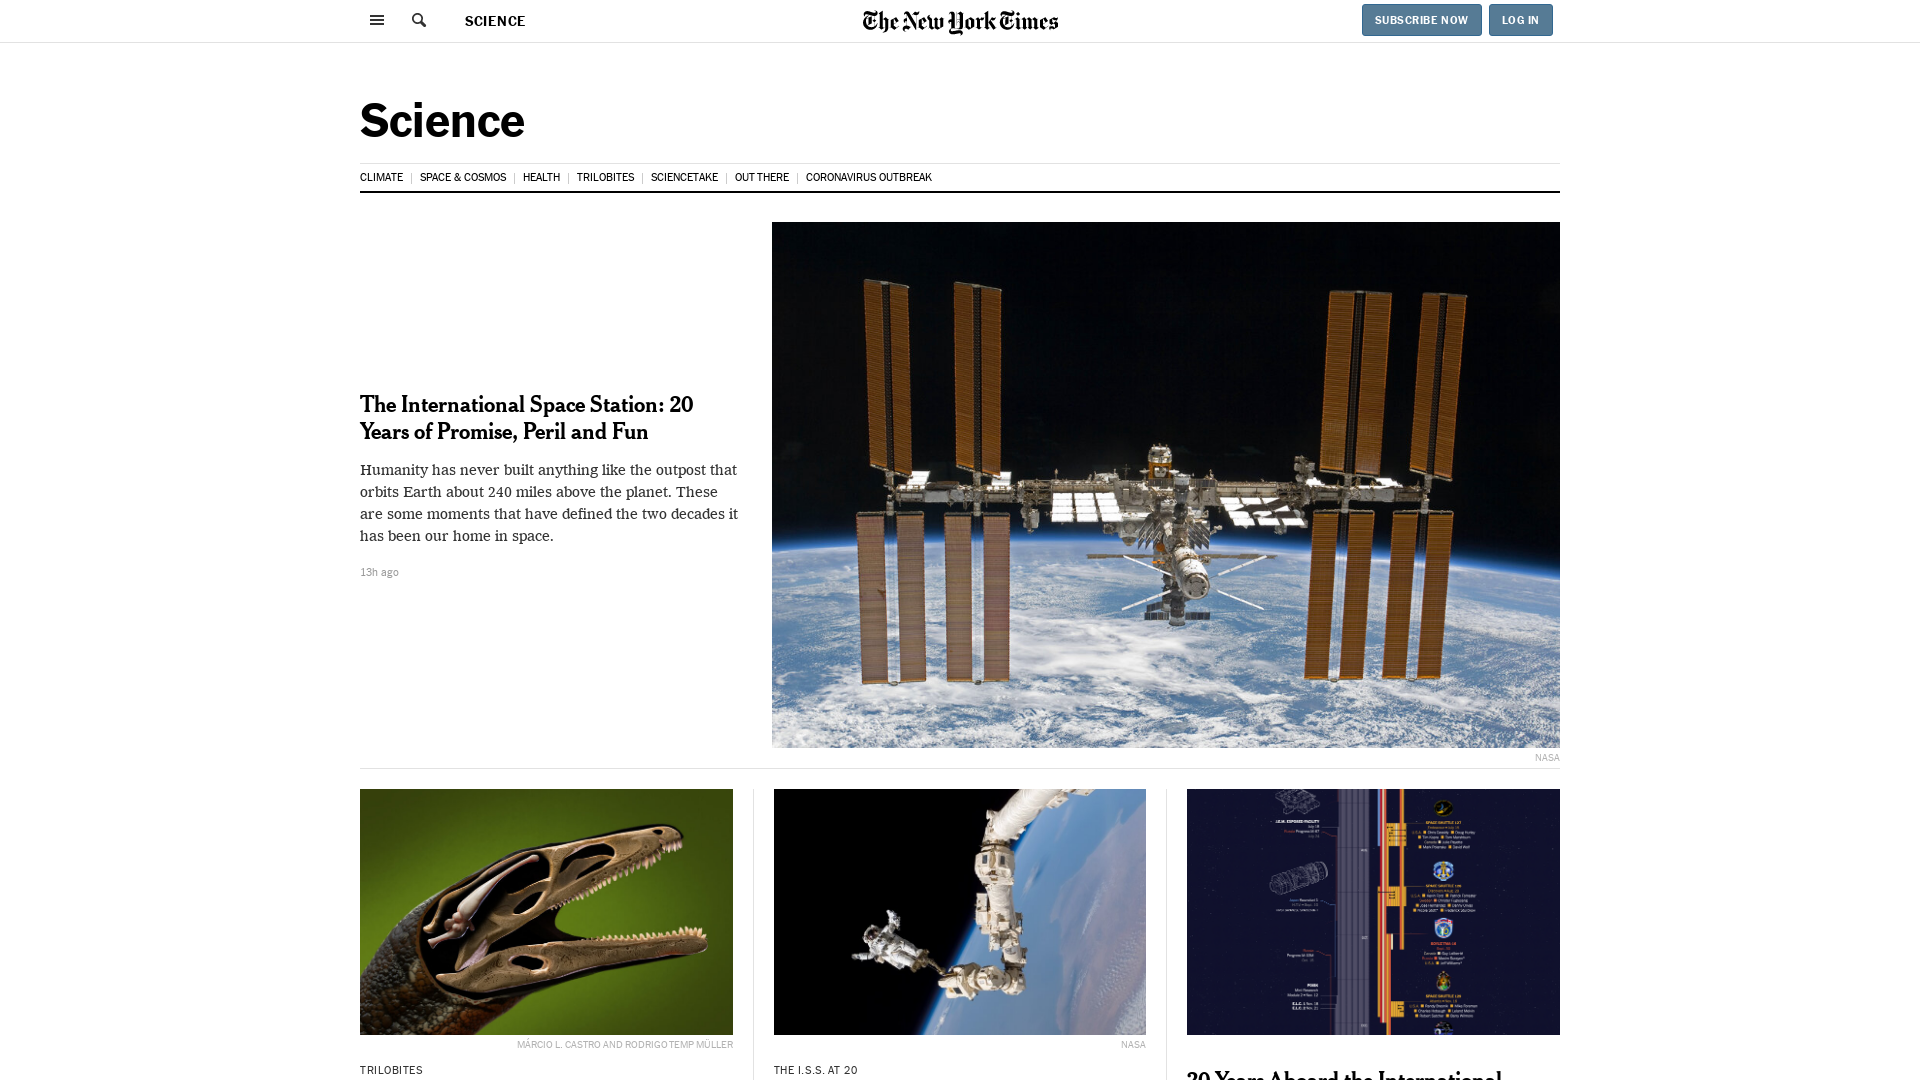 SCIENCE
The New York Times
SUBSCRIBE NOW
LOG IN
Science
CLIMATE
SPACE & COSMOS
HEALTH
TRILOBITES
SCIENCETAKE
OUT THERE
CORONAVIRUS OUTBREAK
The International Space Station: 20
Years of Promise, Peril and Fun
Humanity has never built anything like the outpost that
orbits Earth about 240 miles above the planet. These
are some moments that have defined the two decades it
has been our home in space.
13h ago
NASA
MÁRCIO L. CASTRO AND RODRIGO TEMP MÜLLER
TRILOBITES
NASA
THE I.S.S. AT 20
20 Years Aboard the International